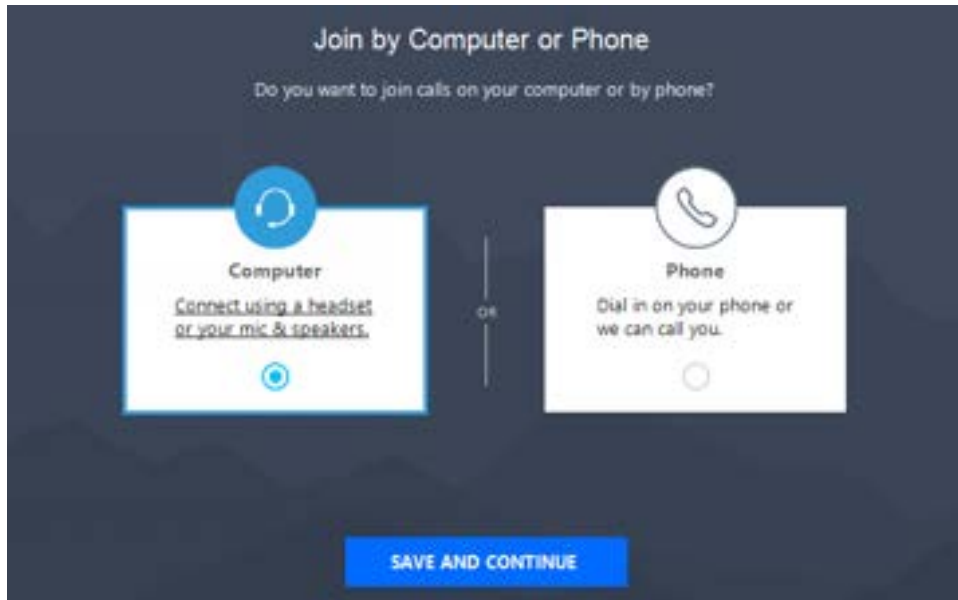 Join by Computer or Phone
Do you want to join calls on your computer or by phone?
Computer
Connect using a headset
or your mic & speakers.
OR
Phone
Dial in on your phone or
we can call you.
SAVE AND CONTINUE